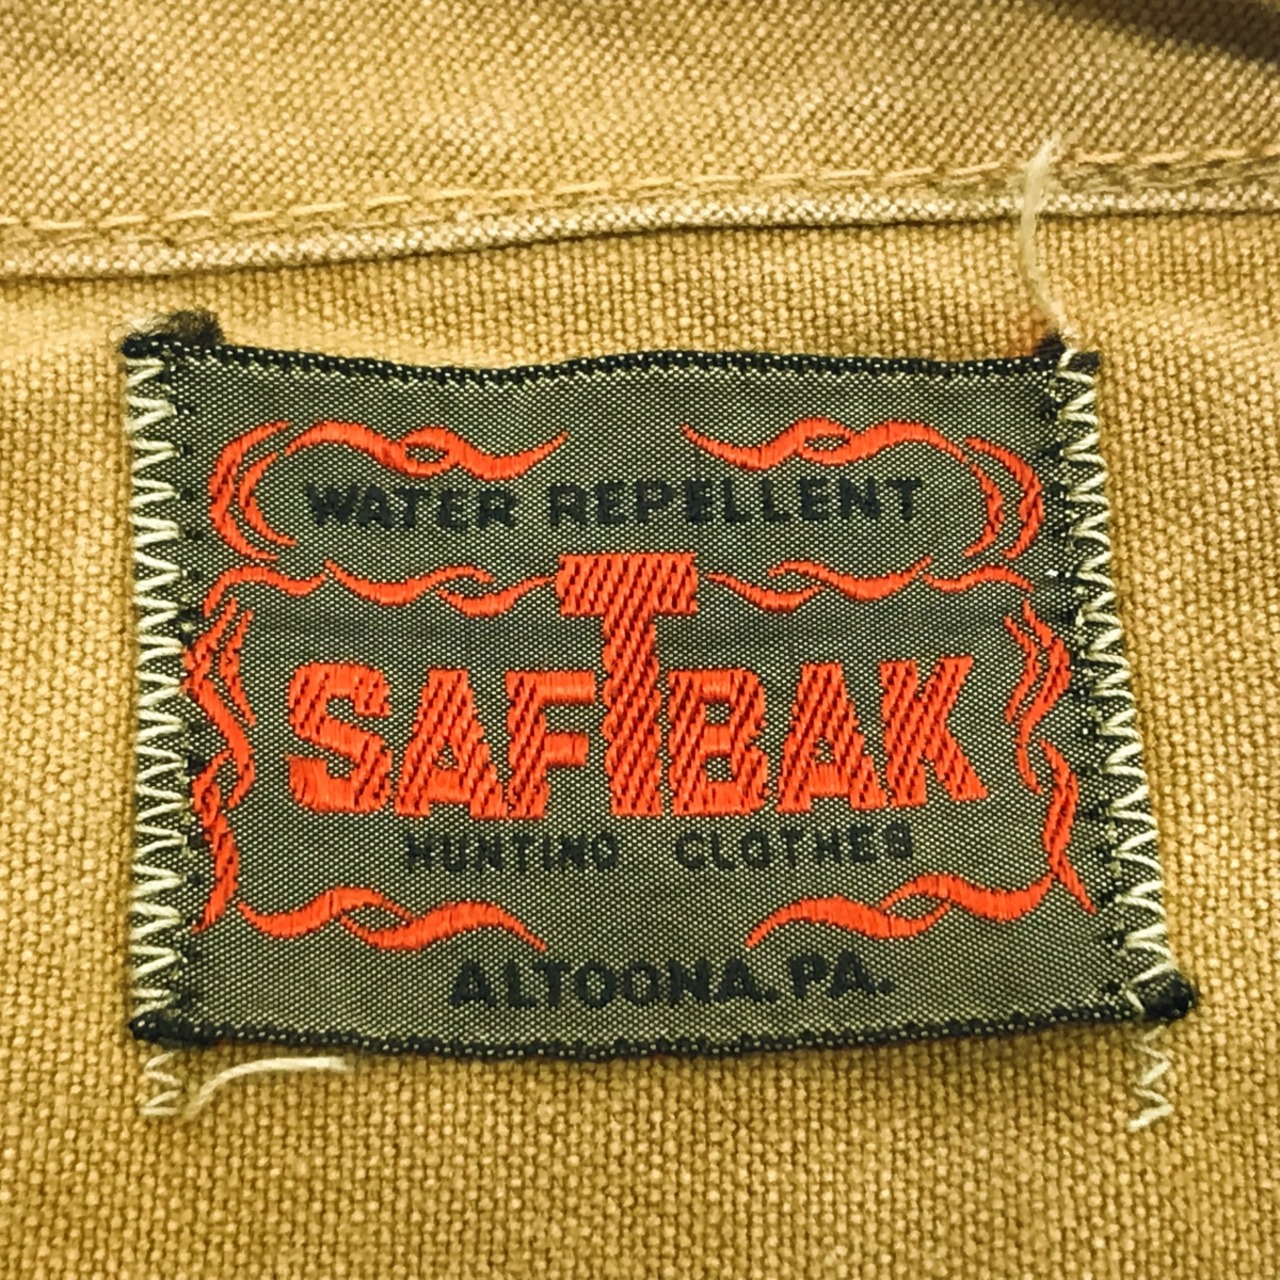 WATER REPELLENT
SAFTBAK
HUNTING CLOTHES
ALTOONA, PA.